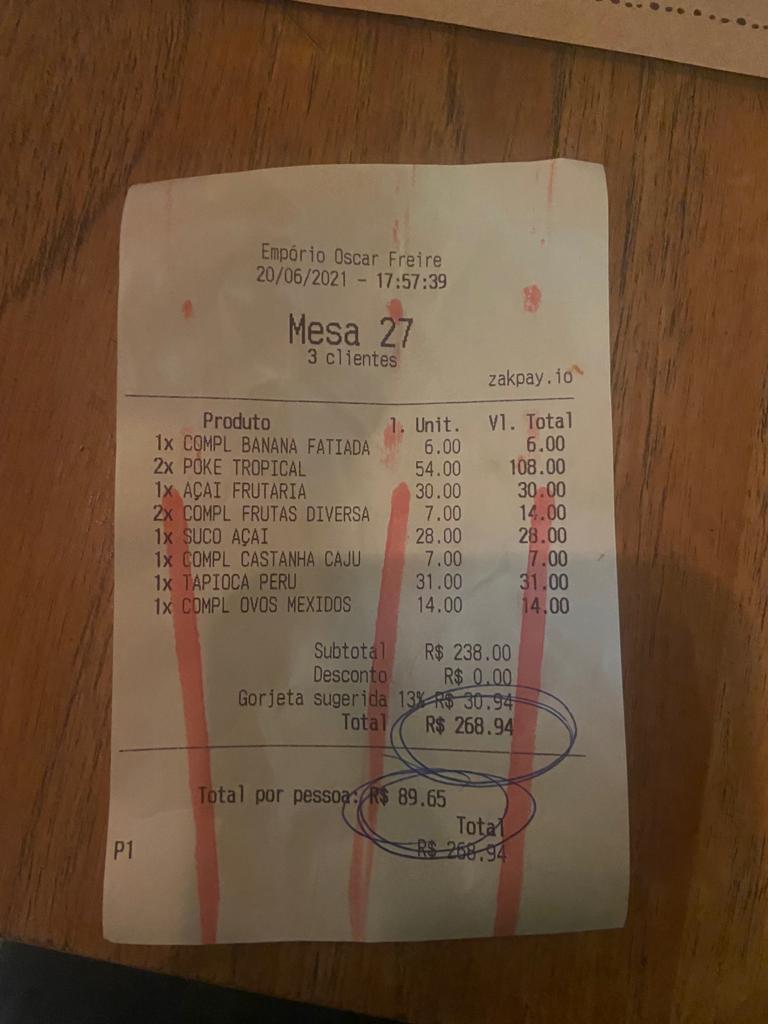 Empório Oscar Freire
20/06/2021 - 17:57:39
Mesa 27
3 clientes
zakpay.io
Produto l. Unit. Vl. Total
1x COMPL BANANA FATIADA 6.00 6.00
2x POKE TROPICAL 54.00 108.00
1x AÇAI FRUTARIA 30.00 30.00
2x COMPL FRUTAS DIVERSA 7.00 14.00
1x SUCO AÇAI 28.00 28.00
1x COMPL CASTANHA CAJU 7.00 7.00
1x TAPIOCA PERU 31.00 31.00
1x COMPL OVOS MEXIDOS 14.00 14.00
Subtotal R$ 238.00
Desconto R$ 0.00
Gorjeta sugerida 13% R$ 30.94
Total R$ 268.94
Total por pessoa: R$ 89.65
Total
P1 R$ 268.94